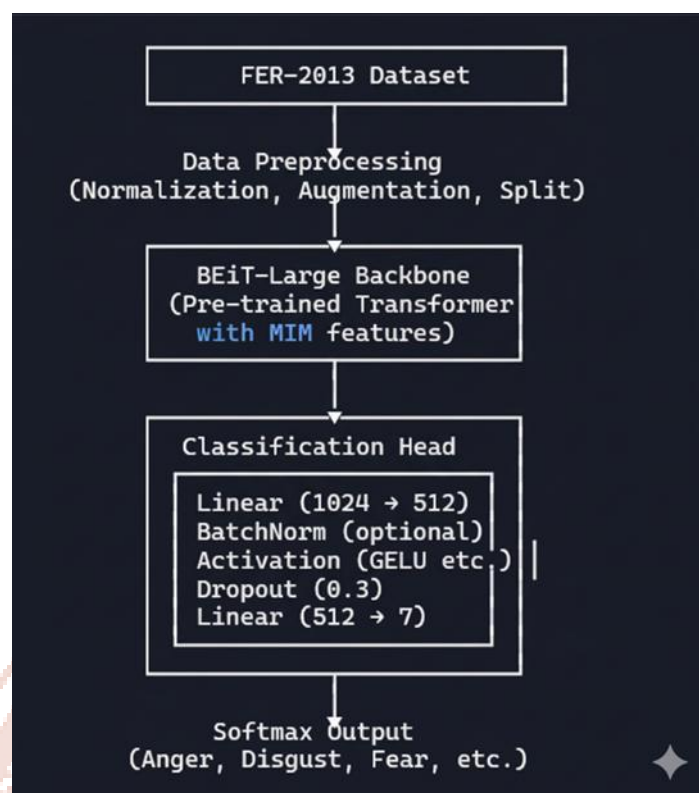 FER-2013 Dataset
Data Preprocessing
(Normalization, Augmentation, Split)
BEiT-Large Backbone
(Pre-trained Transformer
with MIM features)
Classification Head
Linear (1024 → 512)
BatchNorm (optional)
Activation (GELU etc.)
Dropout (0.3)
Linear (512 → 7)
Softmax Output
(Anger, Disgust, Fear, etc.)